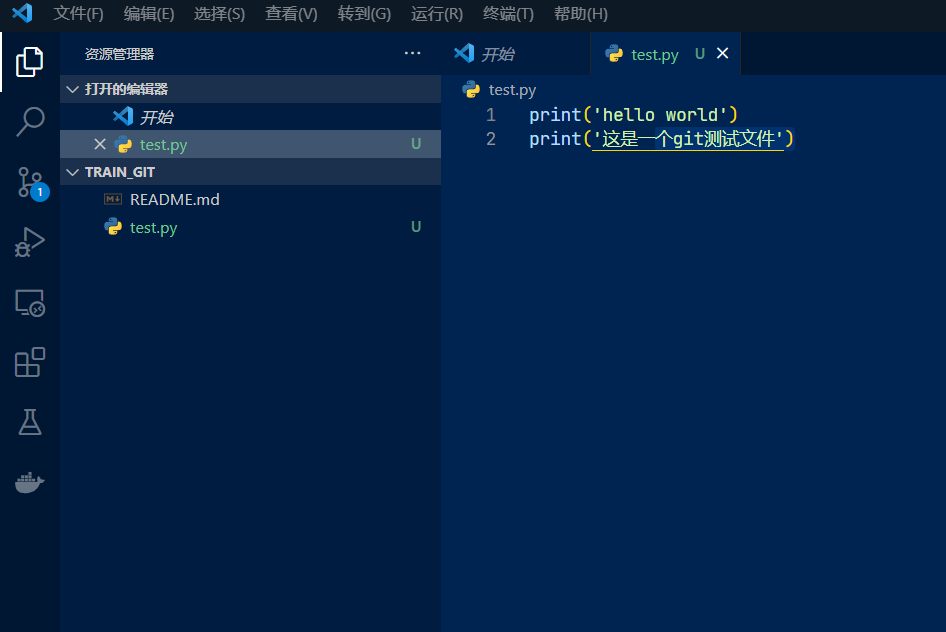 文件(F) 编辑(E) 选择(S) 查看(V) 转到(G) 运行(R) 终端(T) 帮助(H)
资源管理器 ···
打开的编辑器
开始
test.py U
TRAIN_GIT
README.md
test.py U
1
开始 test.py U
test.py
1 print('hello world')
2 print('这是一个git测试文件')